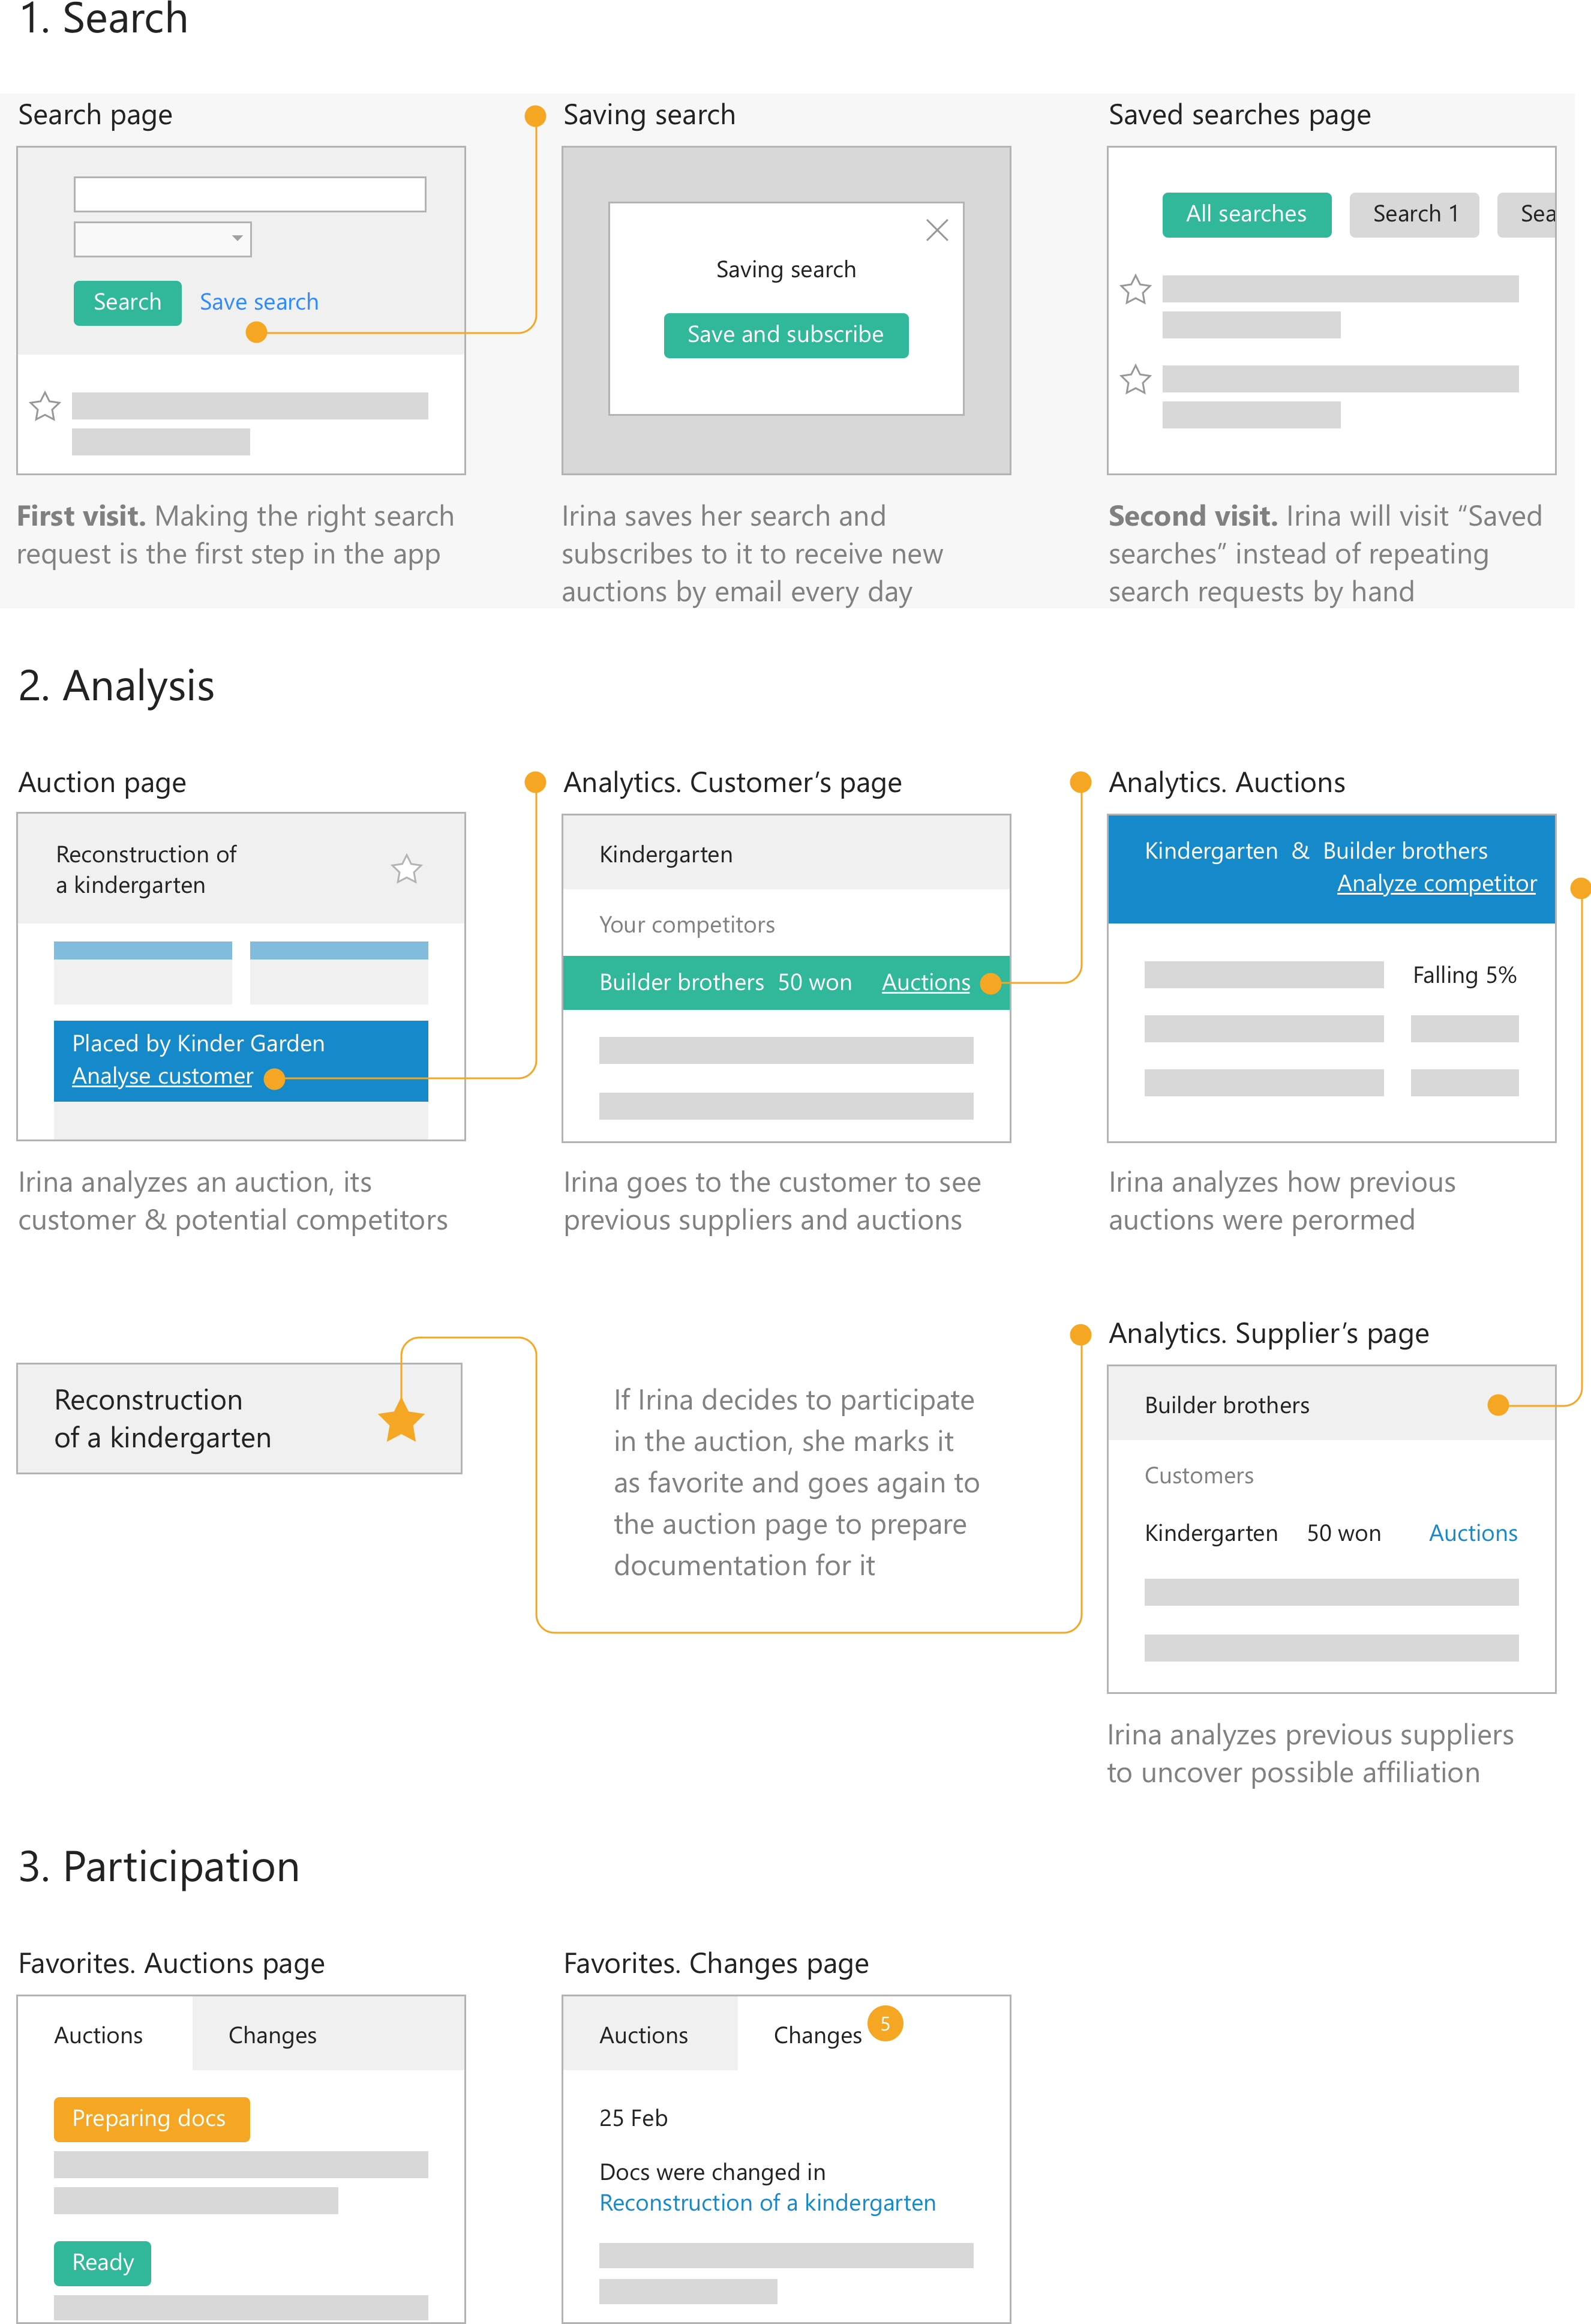 1. Search
Search page
Search
Save search
First visit. Making the right search
request is the first step in the app
Saving search
Saving search
Save and subscribe
Irina saves her search and
subscribes to it to receive new
auctions by email every day
Saved searches page
All searches
Search 1
Sea
Second visit. Irina will visit “Saved
searches” instead of repeating
search requests by hand
2. Analysis
Auction page
Reconstruction of
a kindergarten
Placed by Kinder Garden
Analyse customer
Irina analyzes an auction, its
customer & potential competitors
Analytics. Customer’s page
Kindergarten
Your competitors
Builder brothers 50 won Auctions
Irina goes to the customer to see
previous suppliers and auctions
Analytics. Auctions
Kindergarten & Builder brothers
Analyze competitor
Falling 5%
Irina analyzes how previous
auctions were perormed
Analytics. Supplier’s page
Builder brothers
Customers
Kindergarten 50 won Auctions
Irina analyzes previous suppliers
to uncover possible affiliation
If Irina decides to participate
in the auction, she marks it
as favorite and goes again to
the auction page to prepare
documentation for it
Reconstruction
of a kindergarten
3. Participation
Favorites. Auctions page
Auctions
Changes
Preparing docs
Ready
Favorites. Changes page
Auctions
Changes
5
25 Feb
Docs were changed in
Reconstruction of a kindergarten